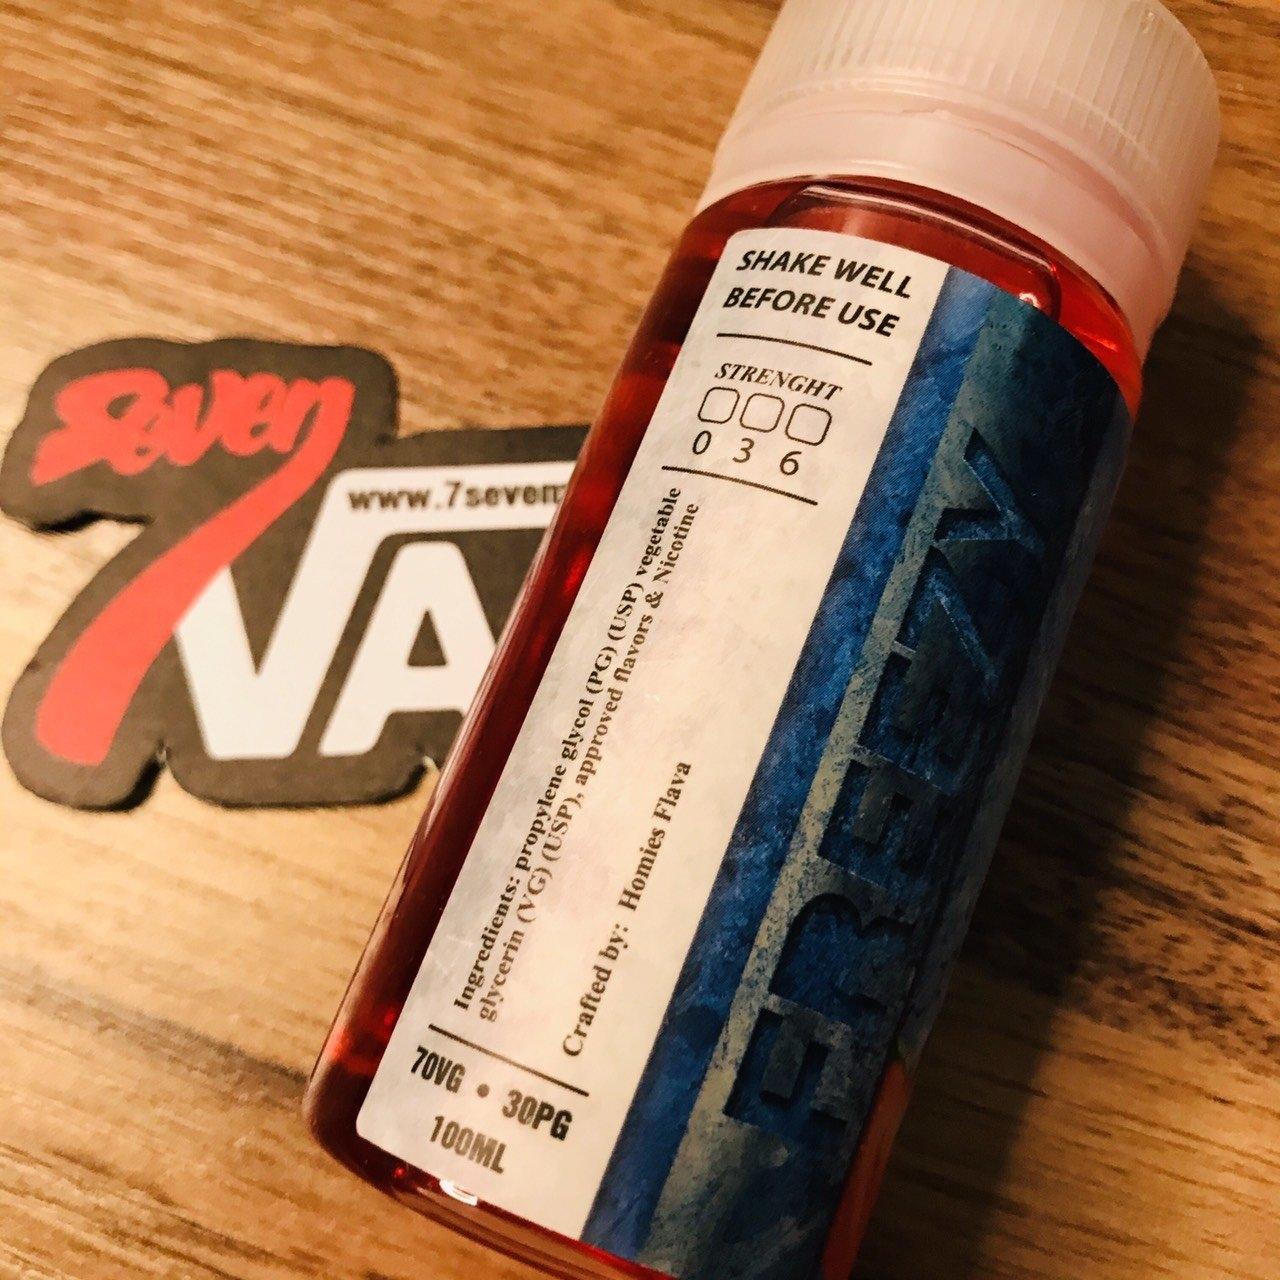 SHAKE WELL
BEFORE USE
STRENGHT
0 3 6
Ingredients: propylene glycol (PG) (USP) vegetable
glycerin (VG) (USP), approved flavors & Nicotine
Crafted by: Homies Flava
70VG • 30PG
100ML
Seven
7
www.7seven
VA